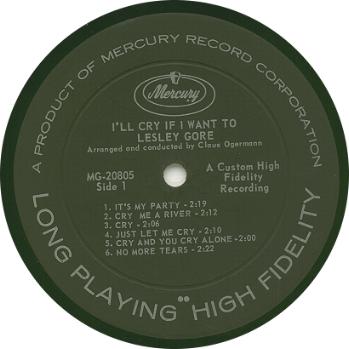 A PRODUCT OF MERCURY RECORD CORPORATION
Mercury
I'LL CRY IF I WANT TO
LESLEY GORE
Arranged and conducted by Claus Ogermann
MG-20805
Side 1
A Custom High
Fidelity
Recording
1. IT'S MY PARTY - 2:19
2. CRY ME A RIVER - 2:12
3. CRY - 2:06
4. JUST LET ME CRY - 2:10
5. CRY AND YOU CRY ALONE - 2:00
6. NO MORE TEARS - 2:22
LONG PLAYING "HIGH FIDELITY